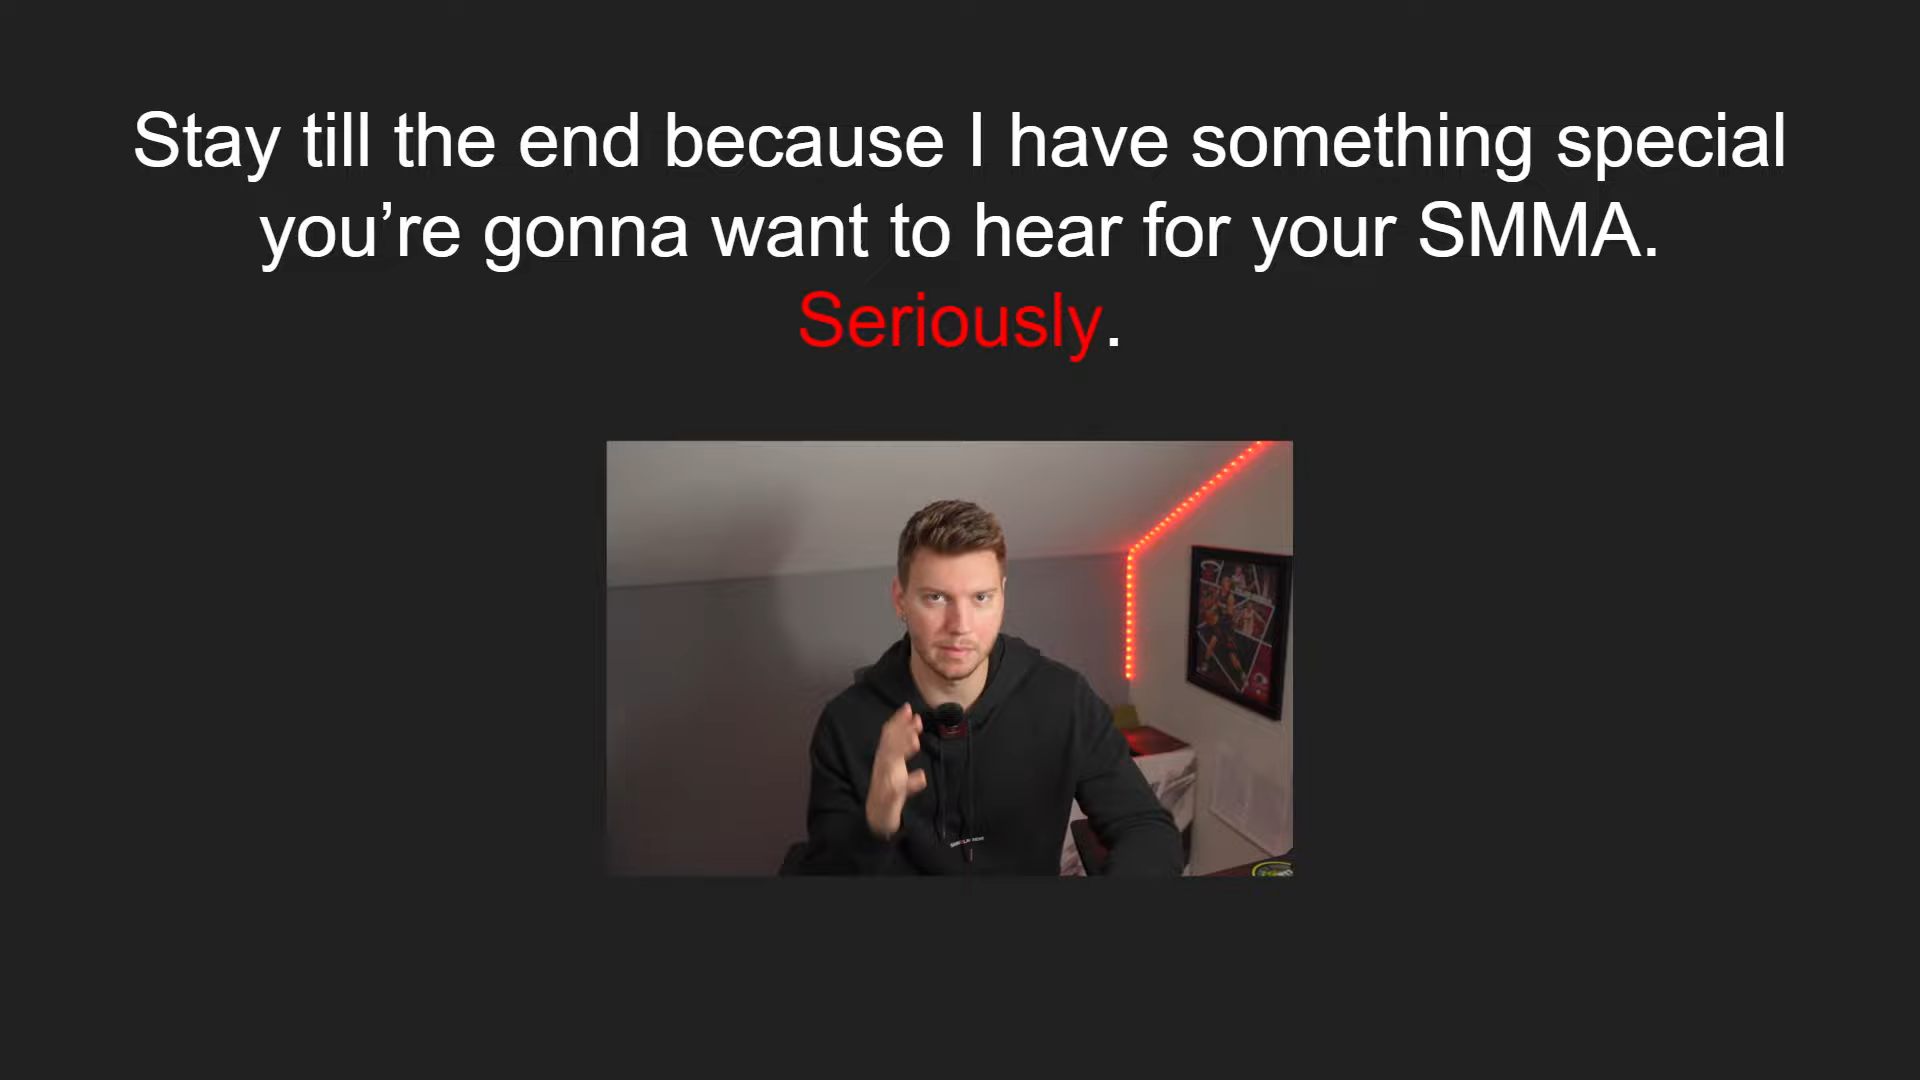 Stay till the end because I have something special
you’re gonna want to hear for your SMMA.
Seriously.